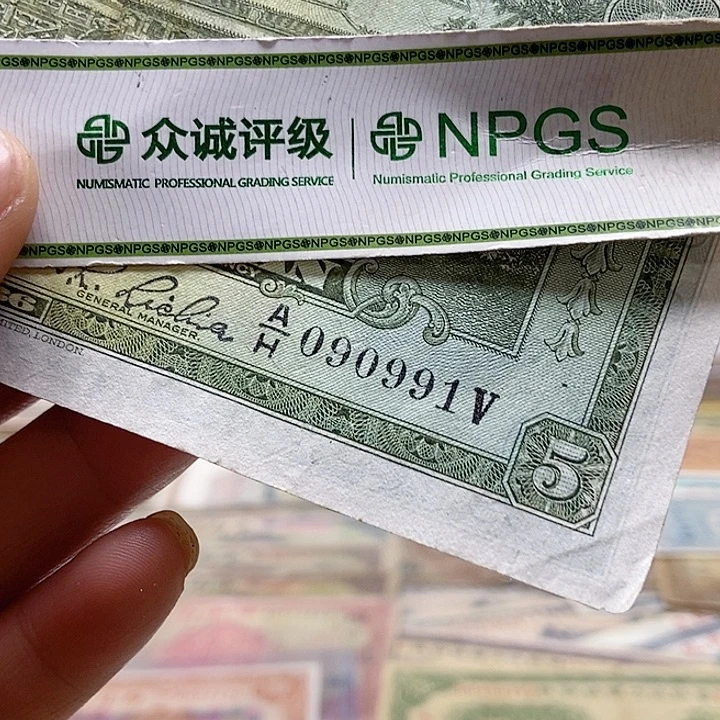 NPGS NPGS NPGS NPGS NPGS NPGS NPGS NPGS NPGS NPGS NPGS NPGS NPGS NPGS
众诚评级 NPGS
NUMISMATIC PROFESSIONAL GRADING SERVICE Numismatic Professional Grading Service
NPGS NPGS NPGS NPGS NPGS NPGS NPGS NPGS NPGS NPGS NPGS NPGS NPGS NPGS
GENERAL MANAGER.
LONDON.
A/H 090991V
5